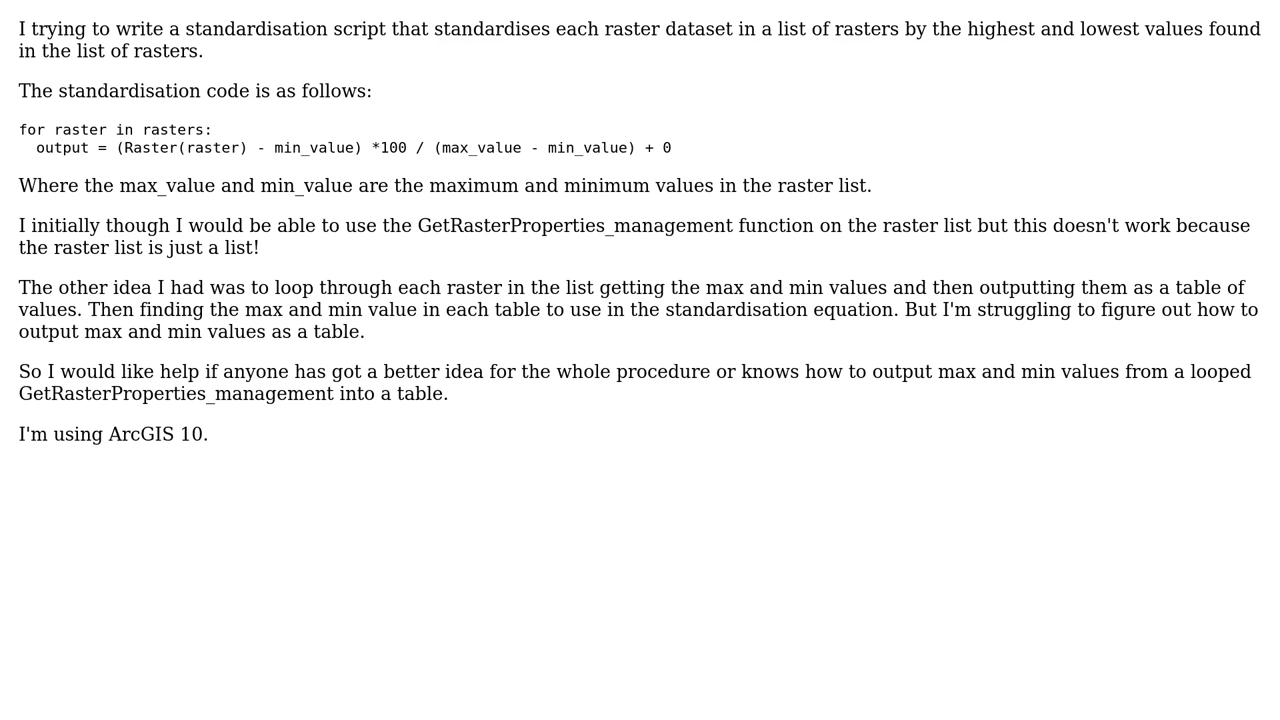 I trying to write a standardisation script that standardises each raster dataset in a list of rasters by the highest and lowest values found
in the list of rasters.
The standardisation code is as follows:
for raster in rasters:
  output = (Raster(raster) - min_value) *100 / (max_value - min_value) + 0
Where the max_value and min_value are the maximum and minimum values in the raster list.
I initially though I would be able to use the GetRasterProperties_management function on the raster list but this doesn't work because
the raster list is just a list!
The other idea I had was to loop through each raster in the list getting the max and min values and then outputting them as a table of
values. Then finding the max and min value in each table to use in the standardisation equation. But I'm struggling to figure out how to
output max and min values as a table.
So I would like help if anyone has got a better idea for the whole procedure or knows how to output max and min values from a looped
GetRasterProperties_management into a table.
I'm using ArcGIS 10.